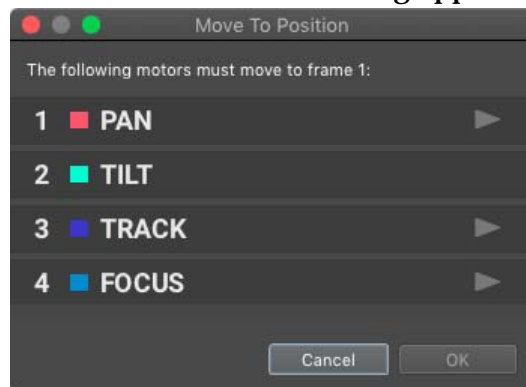 Move To Position
The following motors must move to frame 1:
1 PAN
2 TILT
3 TRACK
4 FOCUS
Cancel OK